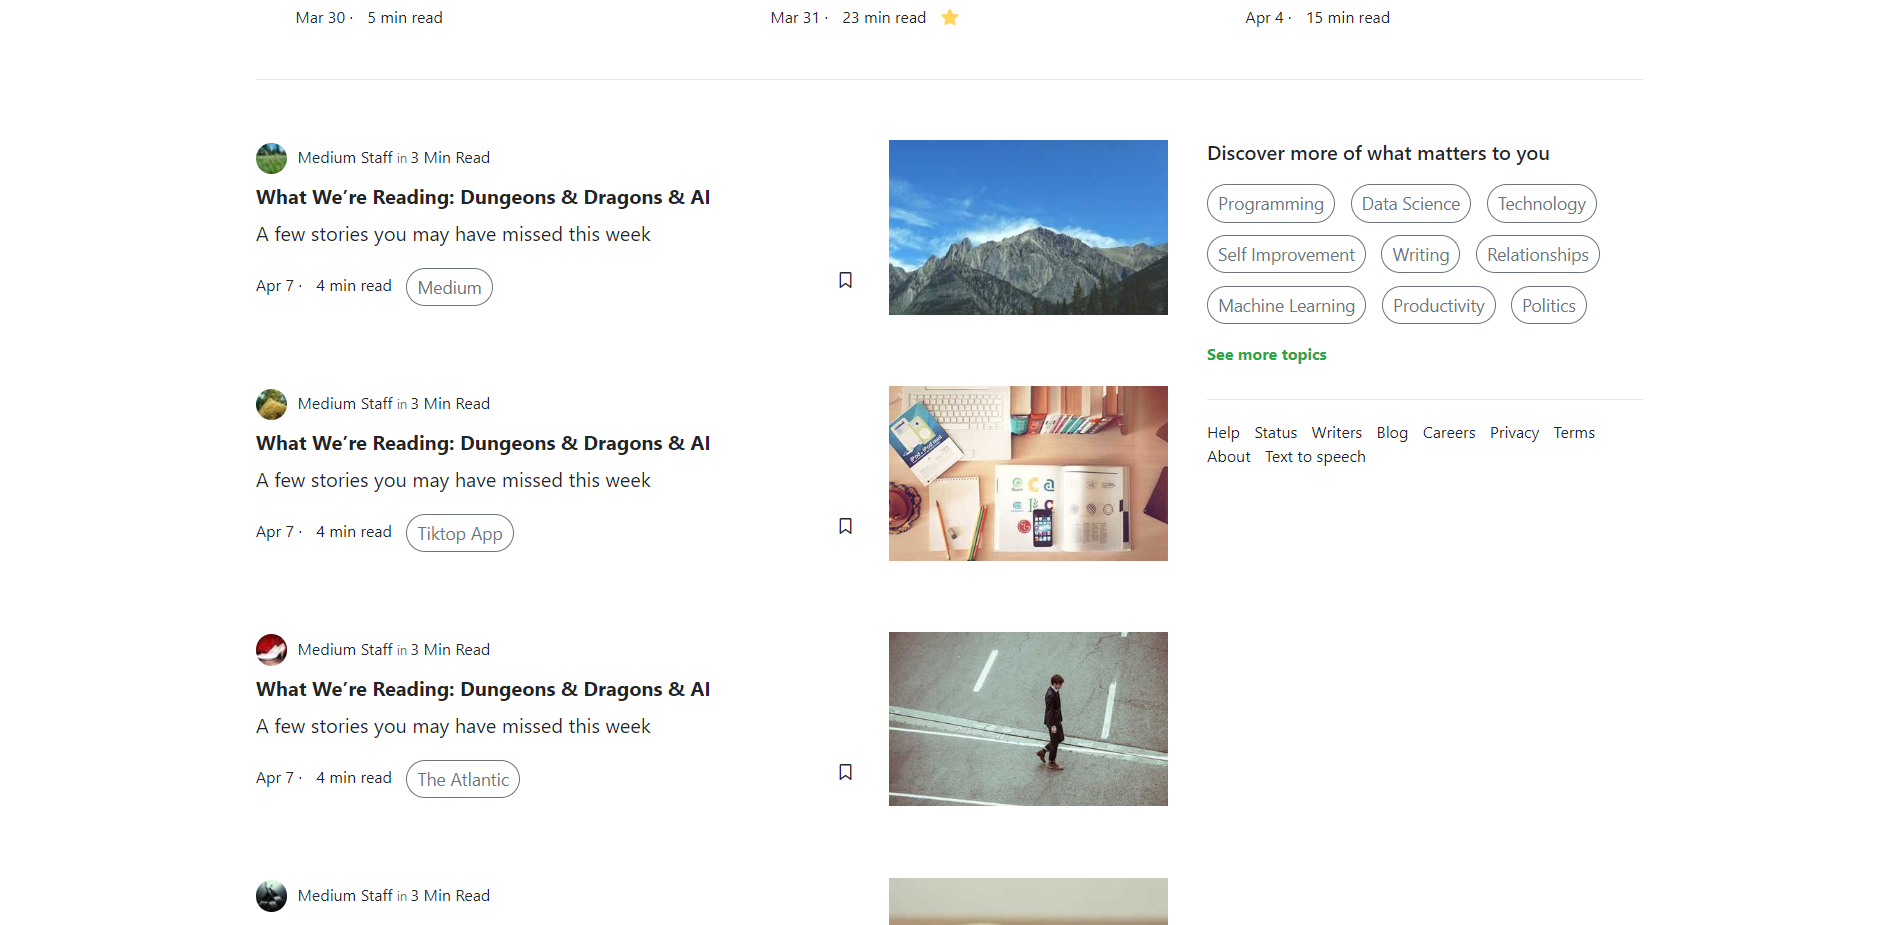 Mar 30 · 5 min read
Mar 31 · 23 min read
Apr 4 · 15 min read
Medium Staff in 3 Min Read
What We’re Reading: Dungeons & Dragons & AI
A few stories you may have missed this week
Apr 7 · 4 min read Medium
Medium Staff in 3 Min Read
What We’re Reading: Dungeons & Dragons & AI
A few stories you may have missed this week
Apr 7 · 4 min read Tiktop App
Medium Staff in 3 Min Read
What We’re Reading: Dungeons & Dragons & AI
A few stories you may have missed this week
Apr 7 · 4 min read The Atlantic
Medium Staff in 3 Min Read
Discover more of what matters to you
Programming Data Science Technology
Self Improvement Writing Relationships
Machine Learning Productivity Politics
See more topics
Help Status Writers Blog Careers Privacy Terms
About Text to speech